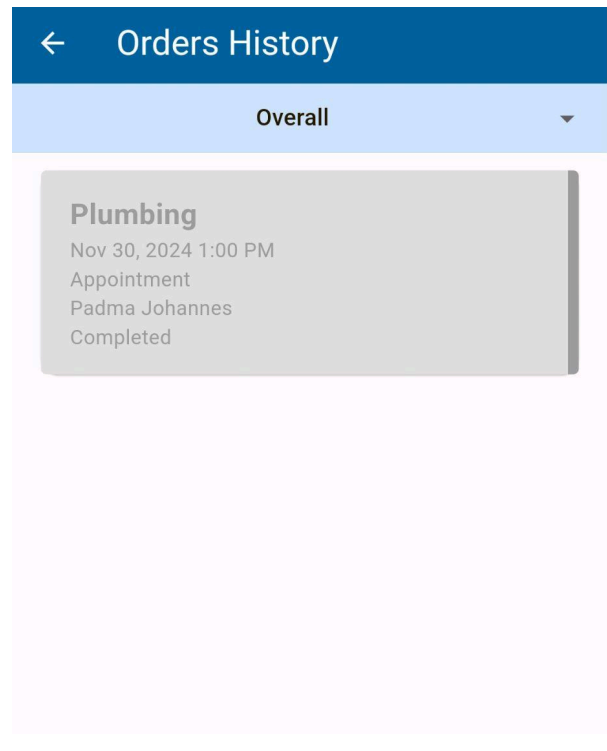 Orders History
Overall
Plumbing
Nov 30, 2024 1:00 PM
Appointment
Padma Johannes
Completed